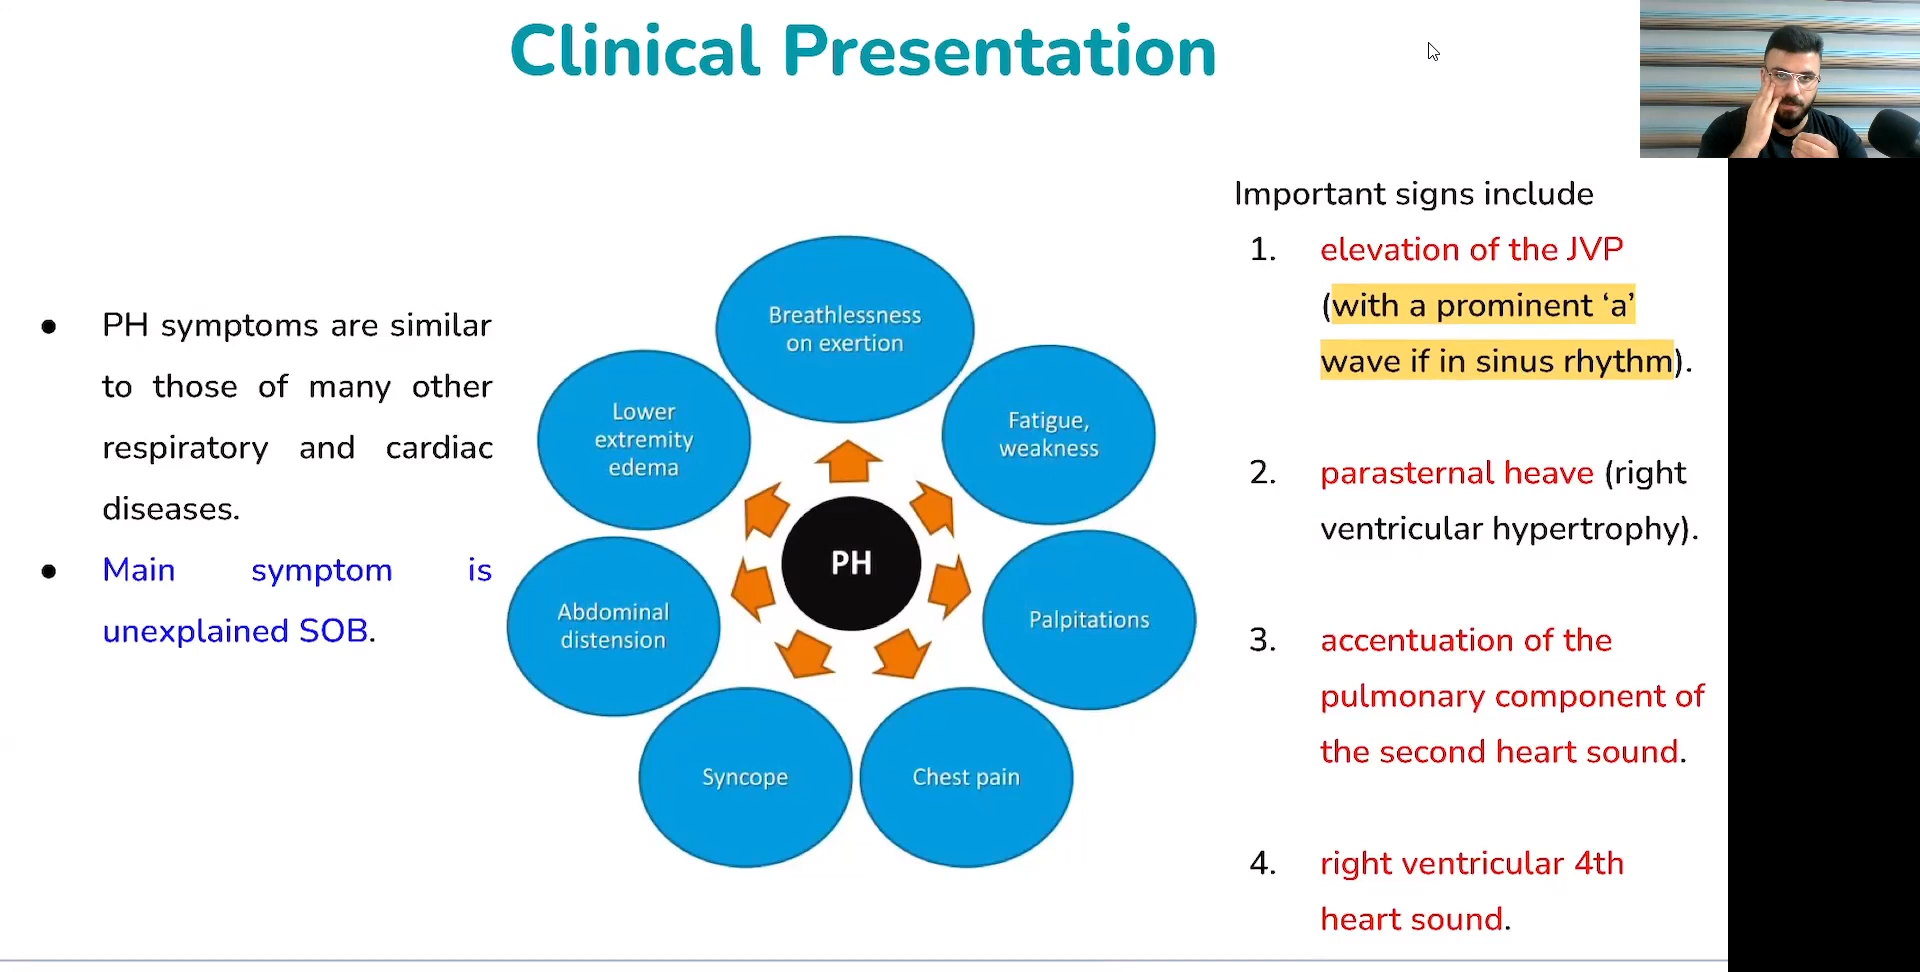 Clinical Presentation
● PH symptoms are similar
to those of many other
respiratory and cardiac
diseases.
● Main symptom is
unexplained SOB.
Breathlessness
on exertion
Fatigue,
weakness
Palpitations
Chest pain
Syncope
Abdominal
distension
Lower
extremity
edema
PH
Important signs include
1. elevation of the JVP
(with a prominent ‘a’
wave if in sinus rhythm).
2. parasternal heave (right
ventricular hypertrophy).
3. accentuation of the
pulmonary component of
the second heart sound.
4. right ventricular 4th
heart sound.